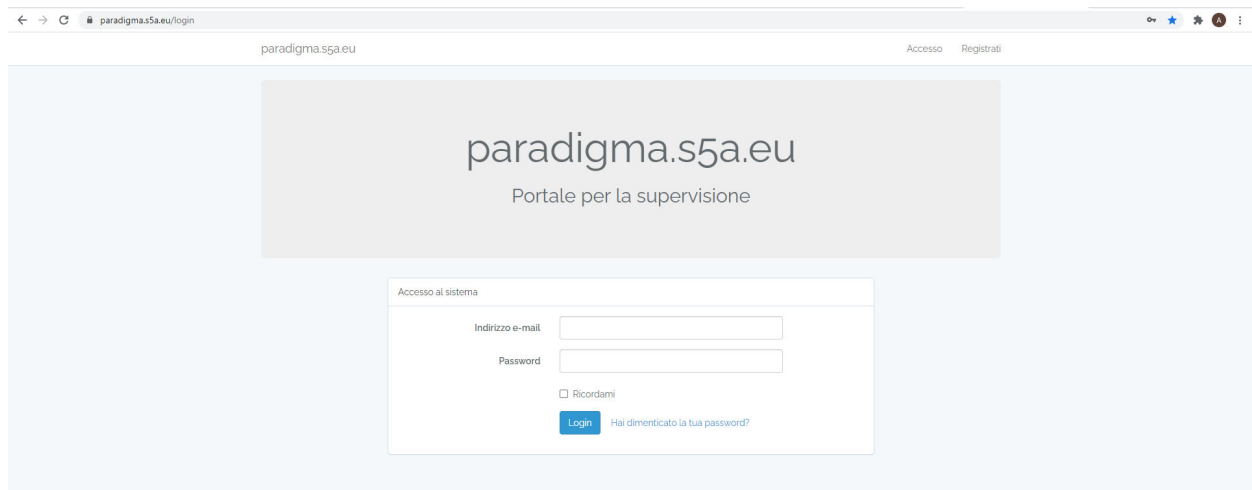 paradigma.s5a.eu/login
A
paradigma.s5a.eu
Accesso Registrati
paradigma.s5a.eu
Portale per la supervisione
Accesso al sistema
Indirizzo e-mail
Password
Ricordami
Login Hai dimenticato la tua password?